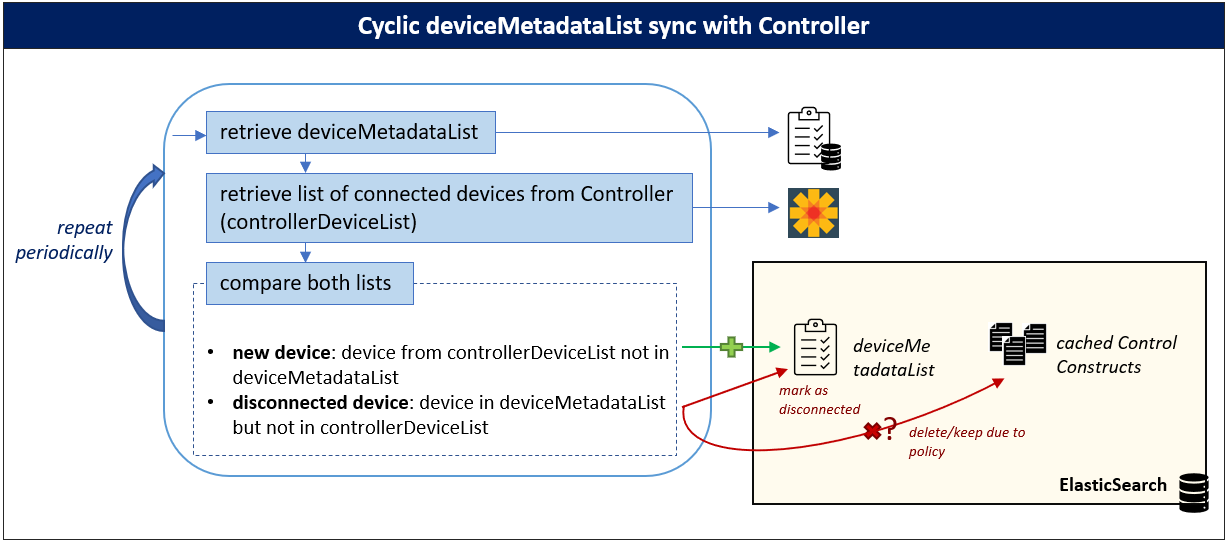 Cyclic deviceMetadataList sync with Controller
retrieve deviceMetadataList
retrieve list of connected devices from Controller
(controllerDeviceList)
repeat
periodically
compare both lists
• new device: device from controllerDeviceList not in
deviceMetadataList
• disconnected device: device in deviceMetadataList
but not in controllerDeviceList
deviceMe
tadataList
mark as
disconnected
cached Control
Constructs
?
delete/keep due to
policy
ElasticSearch